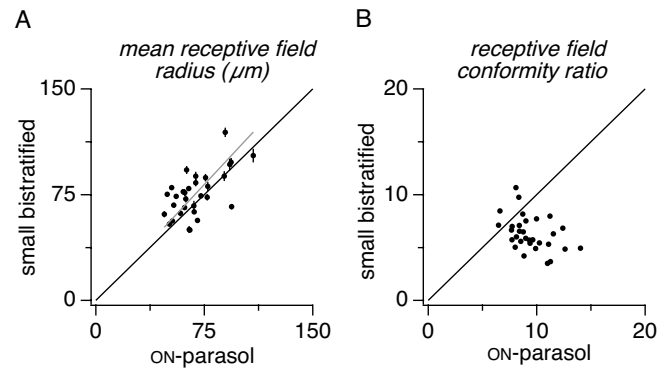 A
mean receptive field
radius (µm)
150
75
0
small bistratified
0
75
150
ON-parasol
B
receptive field
conformity ratio
20
10
0
small bistratified
0
10
20
ON-parasol